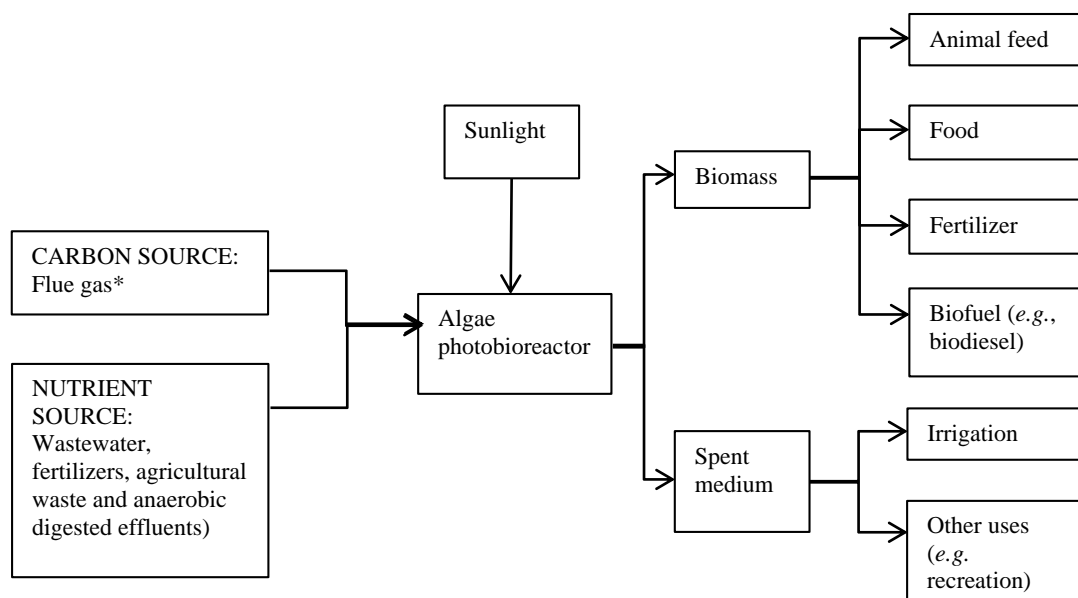 Animal feed
Sunlight
Food
Biomass
Fertilizer
CARBON SOURCE:
Flue gas*
Algae
photobioreactor
Biofuel (e.g.,
biodiesel)
NUTRIENT
SOURCE:
Wastewater,
fertilizers, agricultural
waste and anaerobic
digested effluents)
Spent
medium
Irrigation
Other uses
(e.g.
recreation)